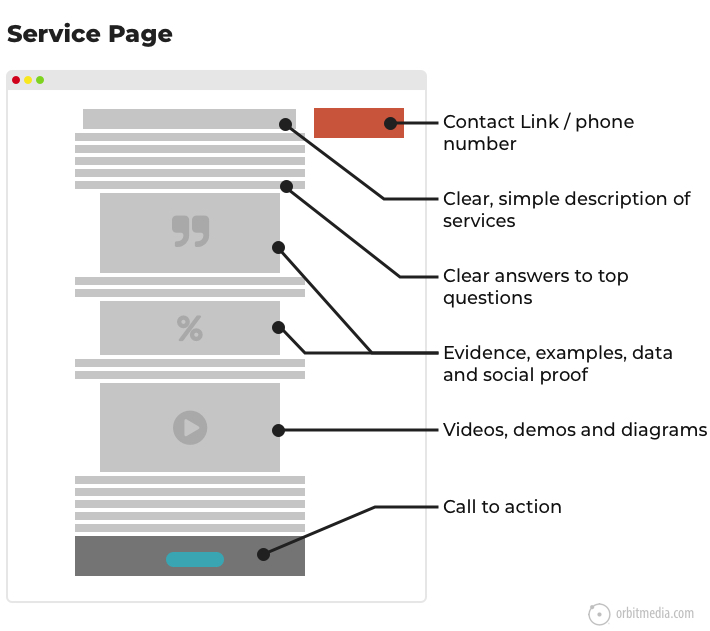 Service Page
Contact Link / phone
number
Clear, simple description of
services
Clear answers to top
questions
Evidence, examples, data
and social proof
Videos, demos and diagrams
Call to action
%
orbitmedia.com